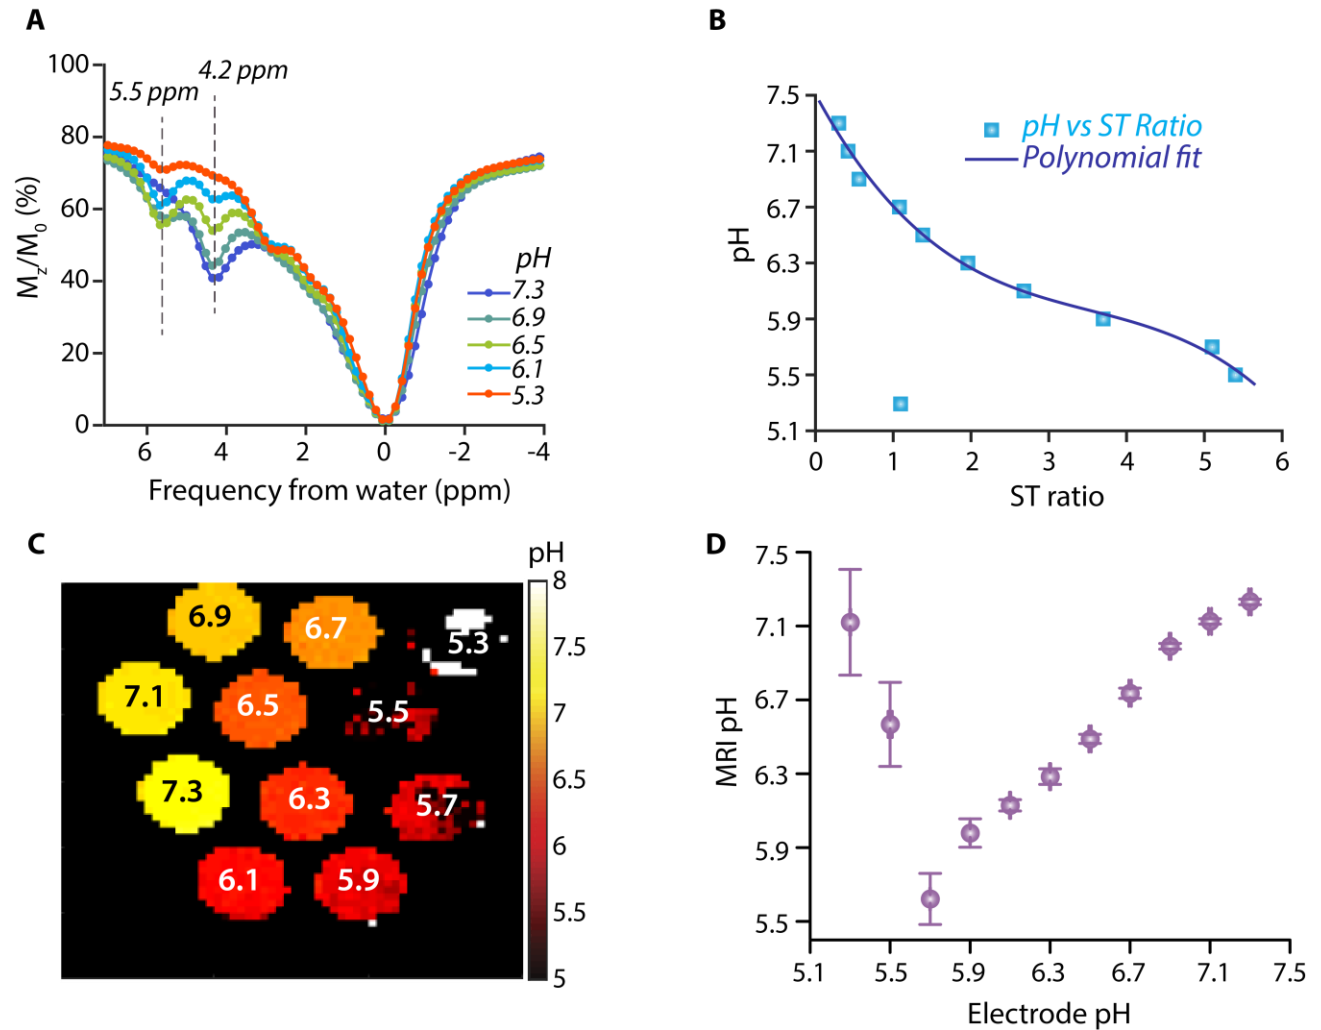 A
100
80
60
40
20
0
Mz/M0 (%)
5.5 ppm
4.2 ppm
pH
7.3
6.9
6.5
6.1
5.3
6 4 2 0 -2 -4
Frequency from water (ppm)
B
7.5
7.1
6.7
6.3
5.9
5.5
5.1
pH
pH vs ST Ratio
Polynomial fit
0 1 2 3 4 5 6
ST ratio
C
pH
6.9
6.7
5.3
7.1
6.5
5.5
7.3
6.3
5.7
6.1
5.9
8
7.5
7
6.5
6
5.5
5
D
7.5
7.1
6.7
6.3
5.9
5.5
MRI pH
5.1 5.5 5.9 6.3 6.7 7.1 7.5
Electrode pH